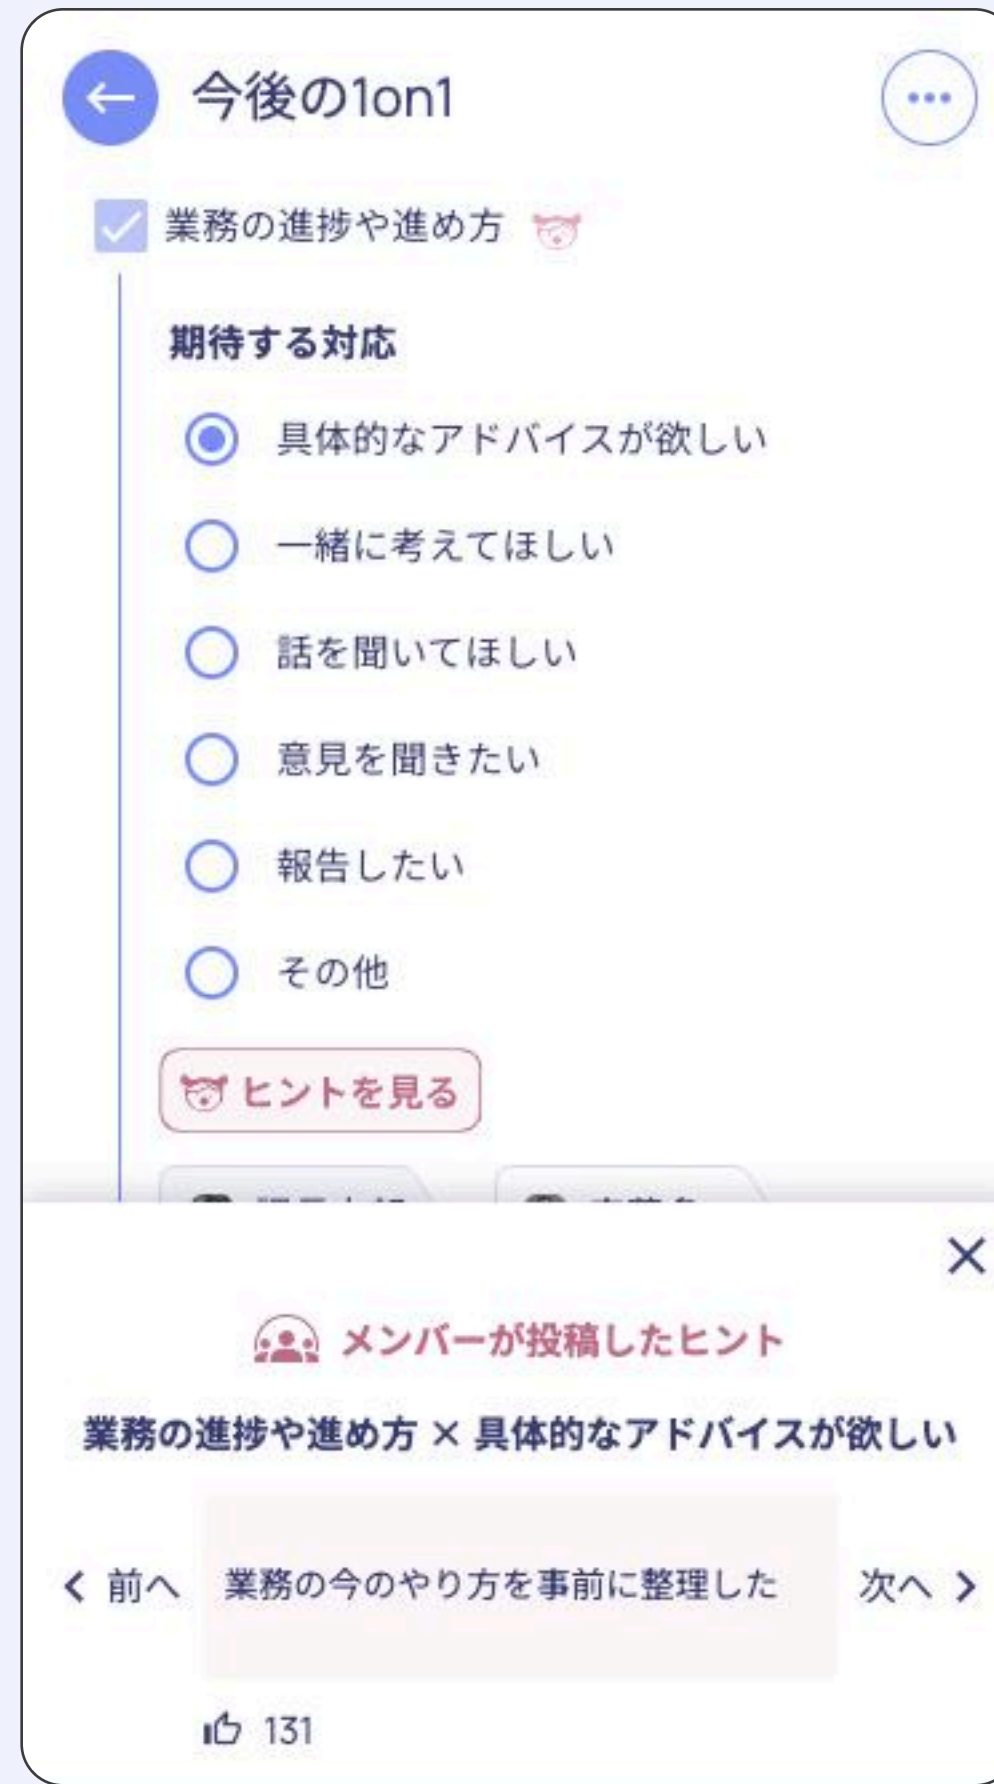 今後の1on1
業務の進捗や進め方
期待する対応
具体的なアドバイスが欲しい
一緒に考えてほしい
話を聞いてほしい
意見を聞きたい
報告したい
その他
ヒントを見る
メンバーが投稿したヒント
業務の進捗や進め方 × 具体的なアドバイスが欲しい
前へ
業務の今のやり方を事前に整理した
次へ
131